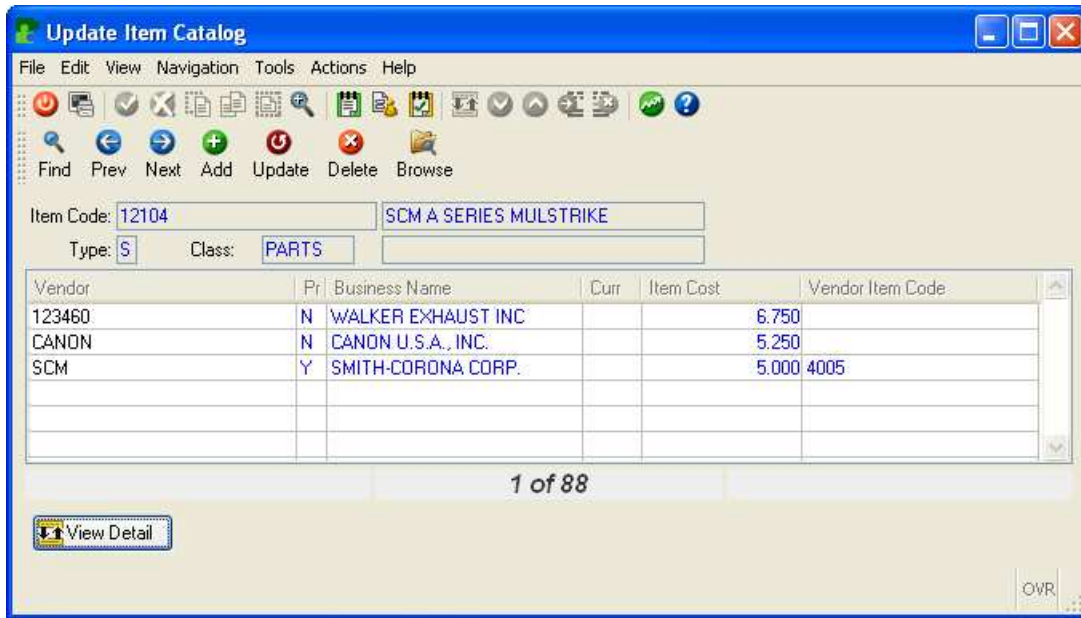 Update Item Catalog
File Edit View Navigation Tools Actions Help
Find Prev Next Add Update Delete Browse
Item Code: 12104 SCM A SERIES MULSTRIKE
Type: S Class: PARTS
Vendor Pr Business Name Curr Item Cost Vendor Item Code
123460 N WALKER EXHAUST INC 6.750
CANON N CANON U.S.A., INC. 5.250
SCM Y SMITH-CORONA CORP. 5.000 4005
1 of 88
View Detail
OVR